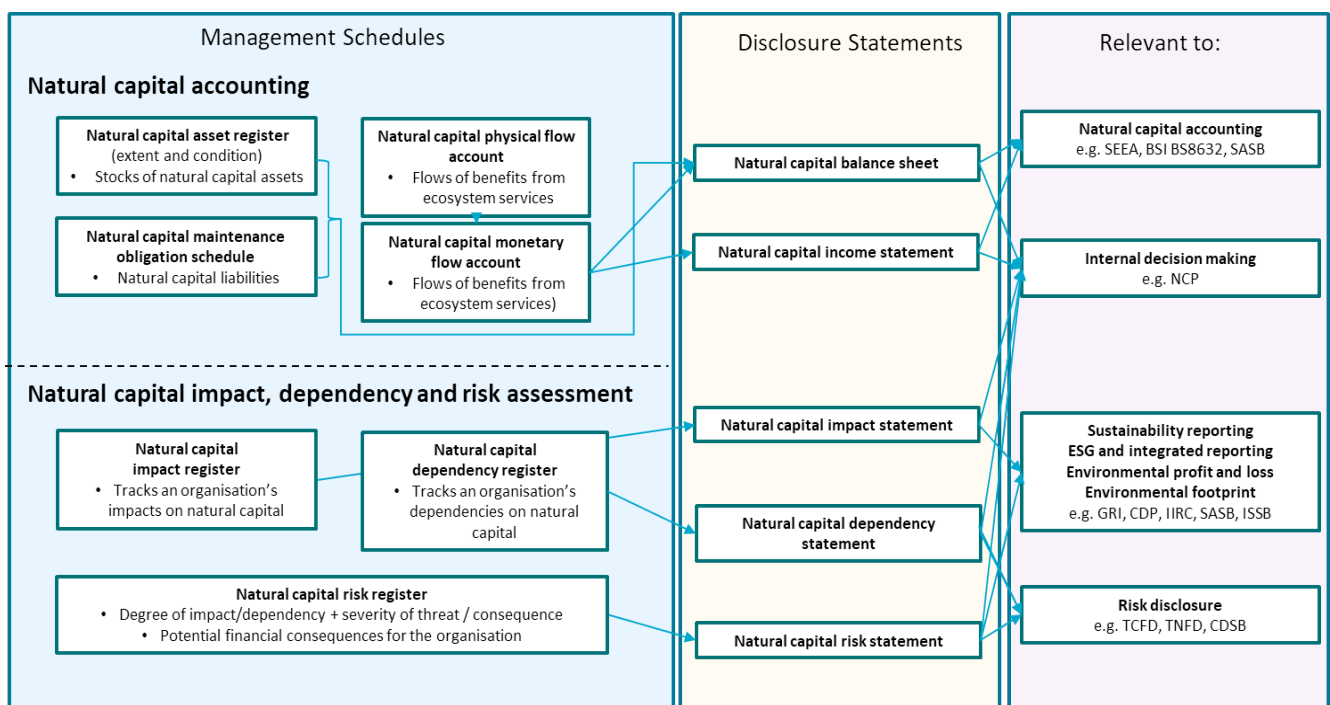 Management Schedules
Disclosure Statements
Relevant to:
Natural capital accounting
Natural capital asset register
(extent and condition)
• Stocks of natural capital assets
Natural capital physical flow
account
• Flows of benefits from
ecosystem services
Natural capital maintenance
obligation schedule
• Natural capital liabilities
Natural capital monetary
flow account
• Flows of benefits from
ecosystem services)
Natural capital balance sheet
Natural capital income statement
Natural capital accounting
e.g. SEEA, BSI BS8632, SASB
Internal decision making
e.g. NCP
Natural capital impact, dependency and risk assessment
Natural capital
impact register
• Tracks an organisation's
impacts on natural capital
Natural capital
dependency register
• Tracks an organisation's
dependencies on natural
capital
Natural capital risk register
• Degree of impact/dependency + severity of threat / consequence
• Potential financial consequences for the organisation
Natural capital impact statement
Natural capital dependency
statement
Natural capital risk statement
Sustainability reporting
ESG and integrated reporting
Environmental profit and loss
Environmental footprint
e.g. GRI, CDP, IIRC, SASB, ISSB
Risk disclosure
e.g. TCFD, TNFD, CDSB